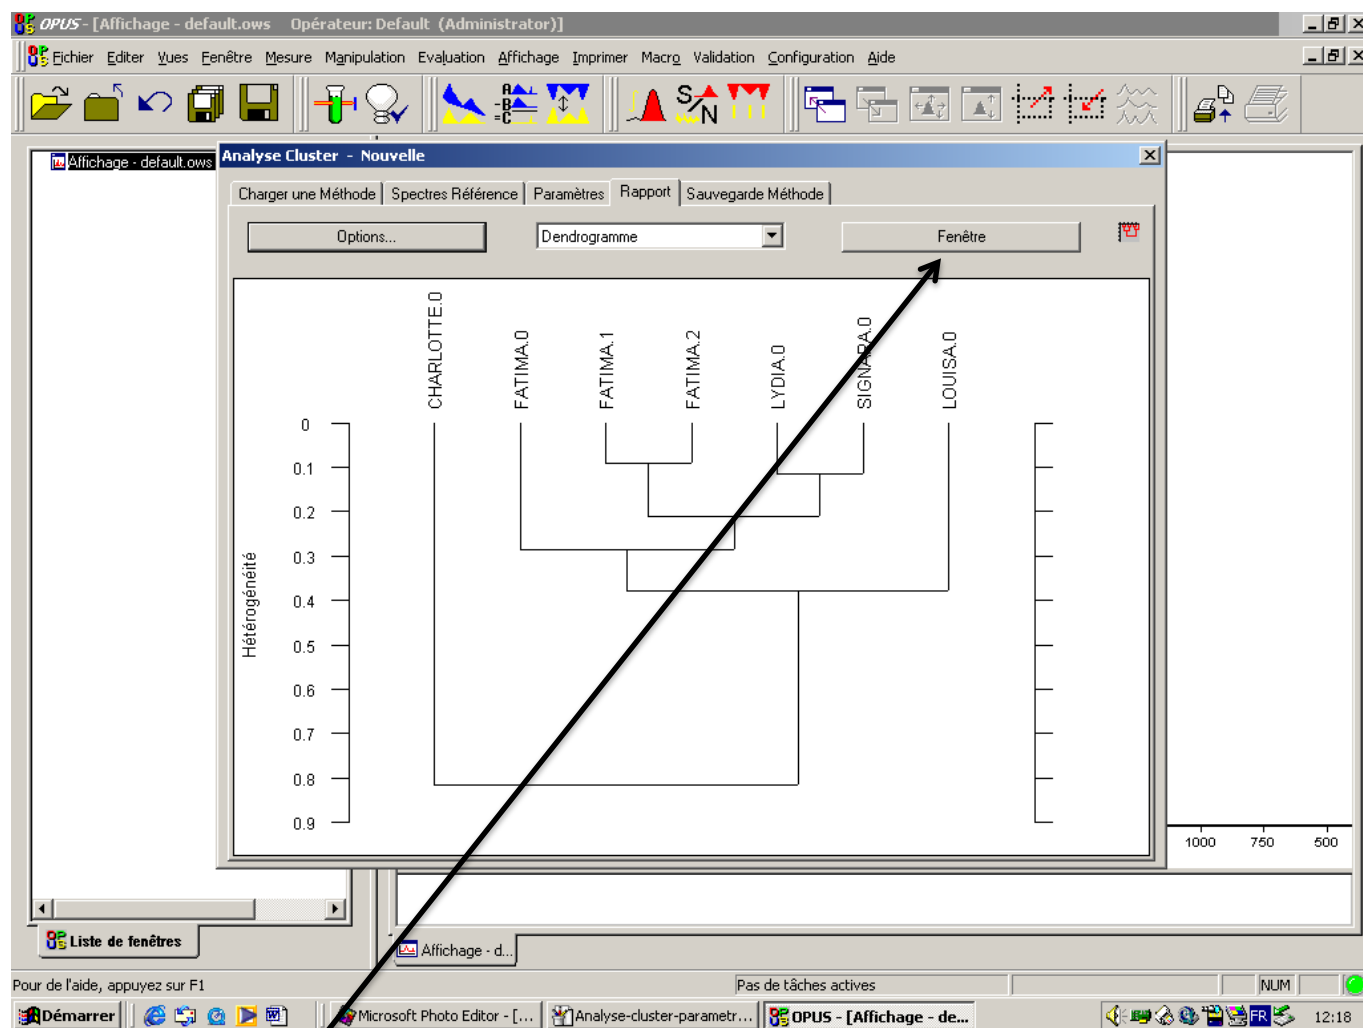 OPUS - [Affichage - default.ows Opérateur: Default (Administrator)]
Fichier Editer Vues Fenêtre Mesure Manipulation Evaluation Affichage Imprimer Macro Validation Configuration Aide
Affichage - default.ows
Analyse Cluster - Nouvelle
Charger une Méthode Spectres Référence Paramètres Rapport Sauvegarde Méthode
Options... Dendrogramme Fenêtre
CHARLOTTE.0
FATIMA.0
FATIMA.1
FATIMA.2
LYDIA.0
SIGNARA.0
LOUISA.0
Hétérogénéité
0
0.1
0.2
0.3
0.4
0.5
0.6
0.7
0.8
0.9
1000 750 500
Liste de fenêtres
Affichage - d...
Pour de l'aide, appuyez sur F1 Pas de tâches actives NUM
Démarrer Microsoft Photo Editor - [... Analyse-cluster-parametr... OPUS - [Affichage - de... FR 12:18